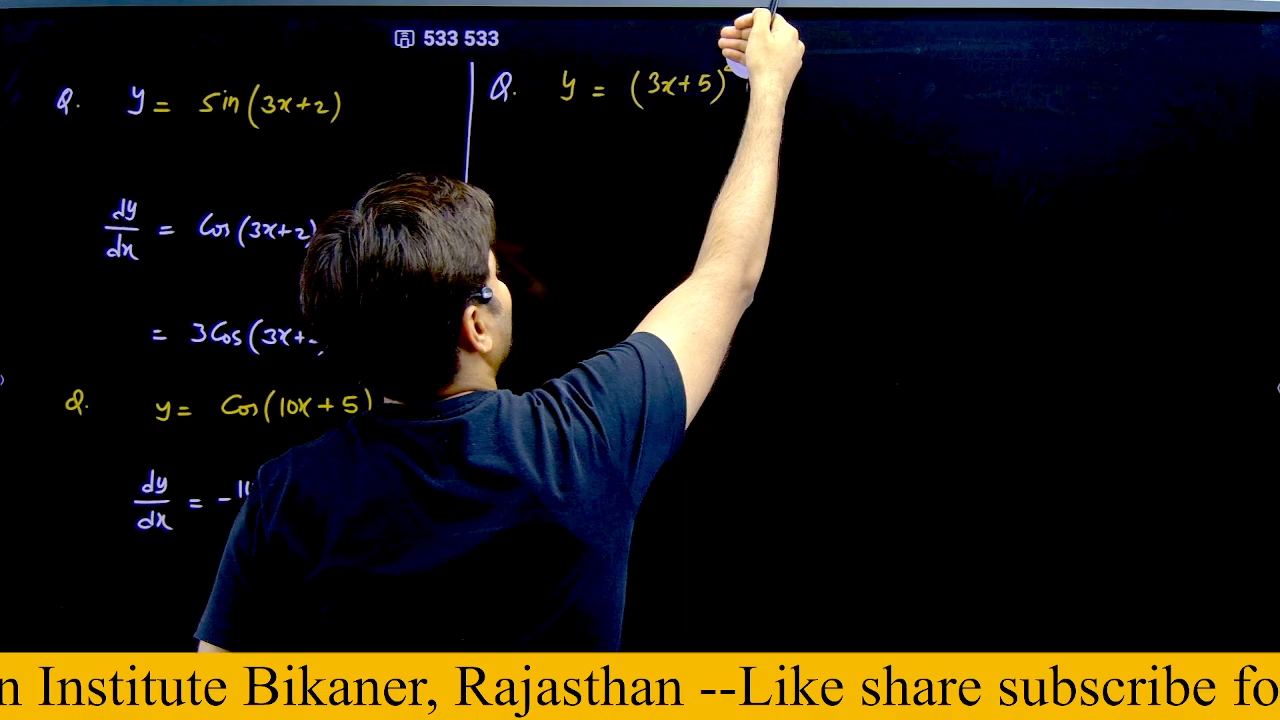 533 533
Q. y = sin(3x+2)
dy/dx = Cos(3x+2)
= 3Cos(3x+
Q. y = Cos(10x+5)
dy/dx = -1
Q. y = (3x+5)
n Institute Bikaner, Rajasthan --Like share subscribe fo